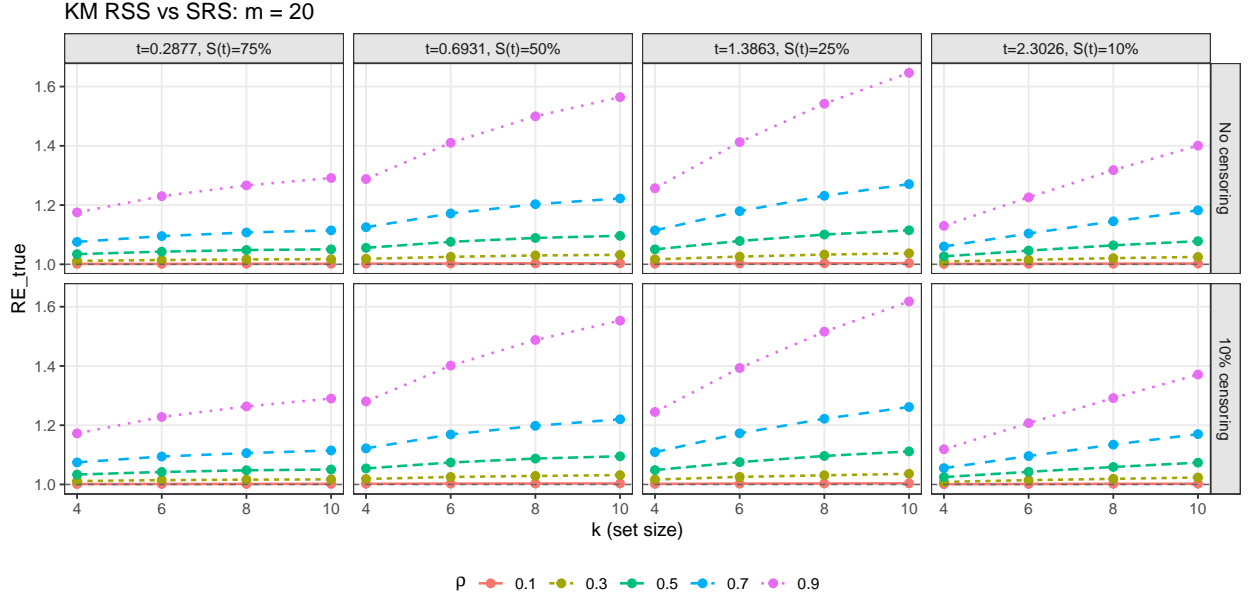 KM RSS vs SRS: m = 20
t=0.2877, S(t)=75% t=0.6931, S(t)=50% t=1.3863, S(t)=25% t=2.3026, S(t)=10%
1.6
1.4
1.2
1.0
No censoring
RE_true
1.6
1.4
1.2
1.0
10% censoring
4 6 8 10 4 6 8 10 4 6 8 10 4 6 8 10
k (set size)
ρ 0.1 0.3 0.5 0.7 0.9